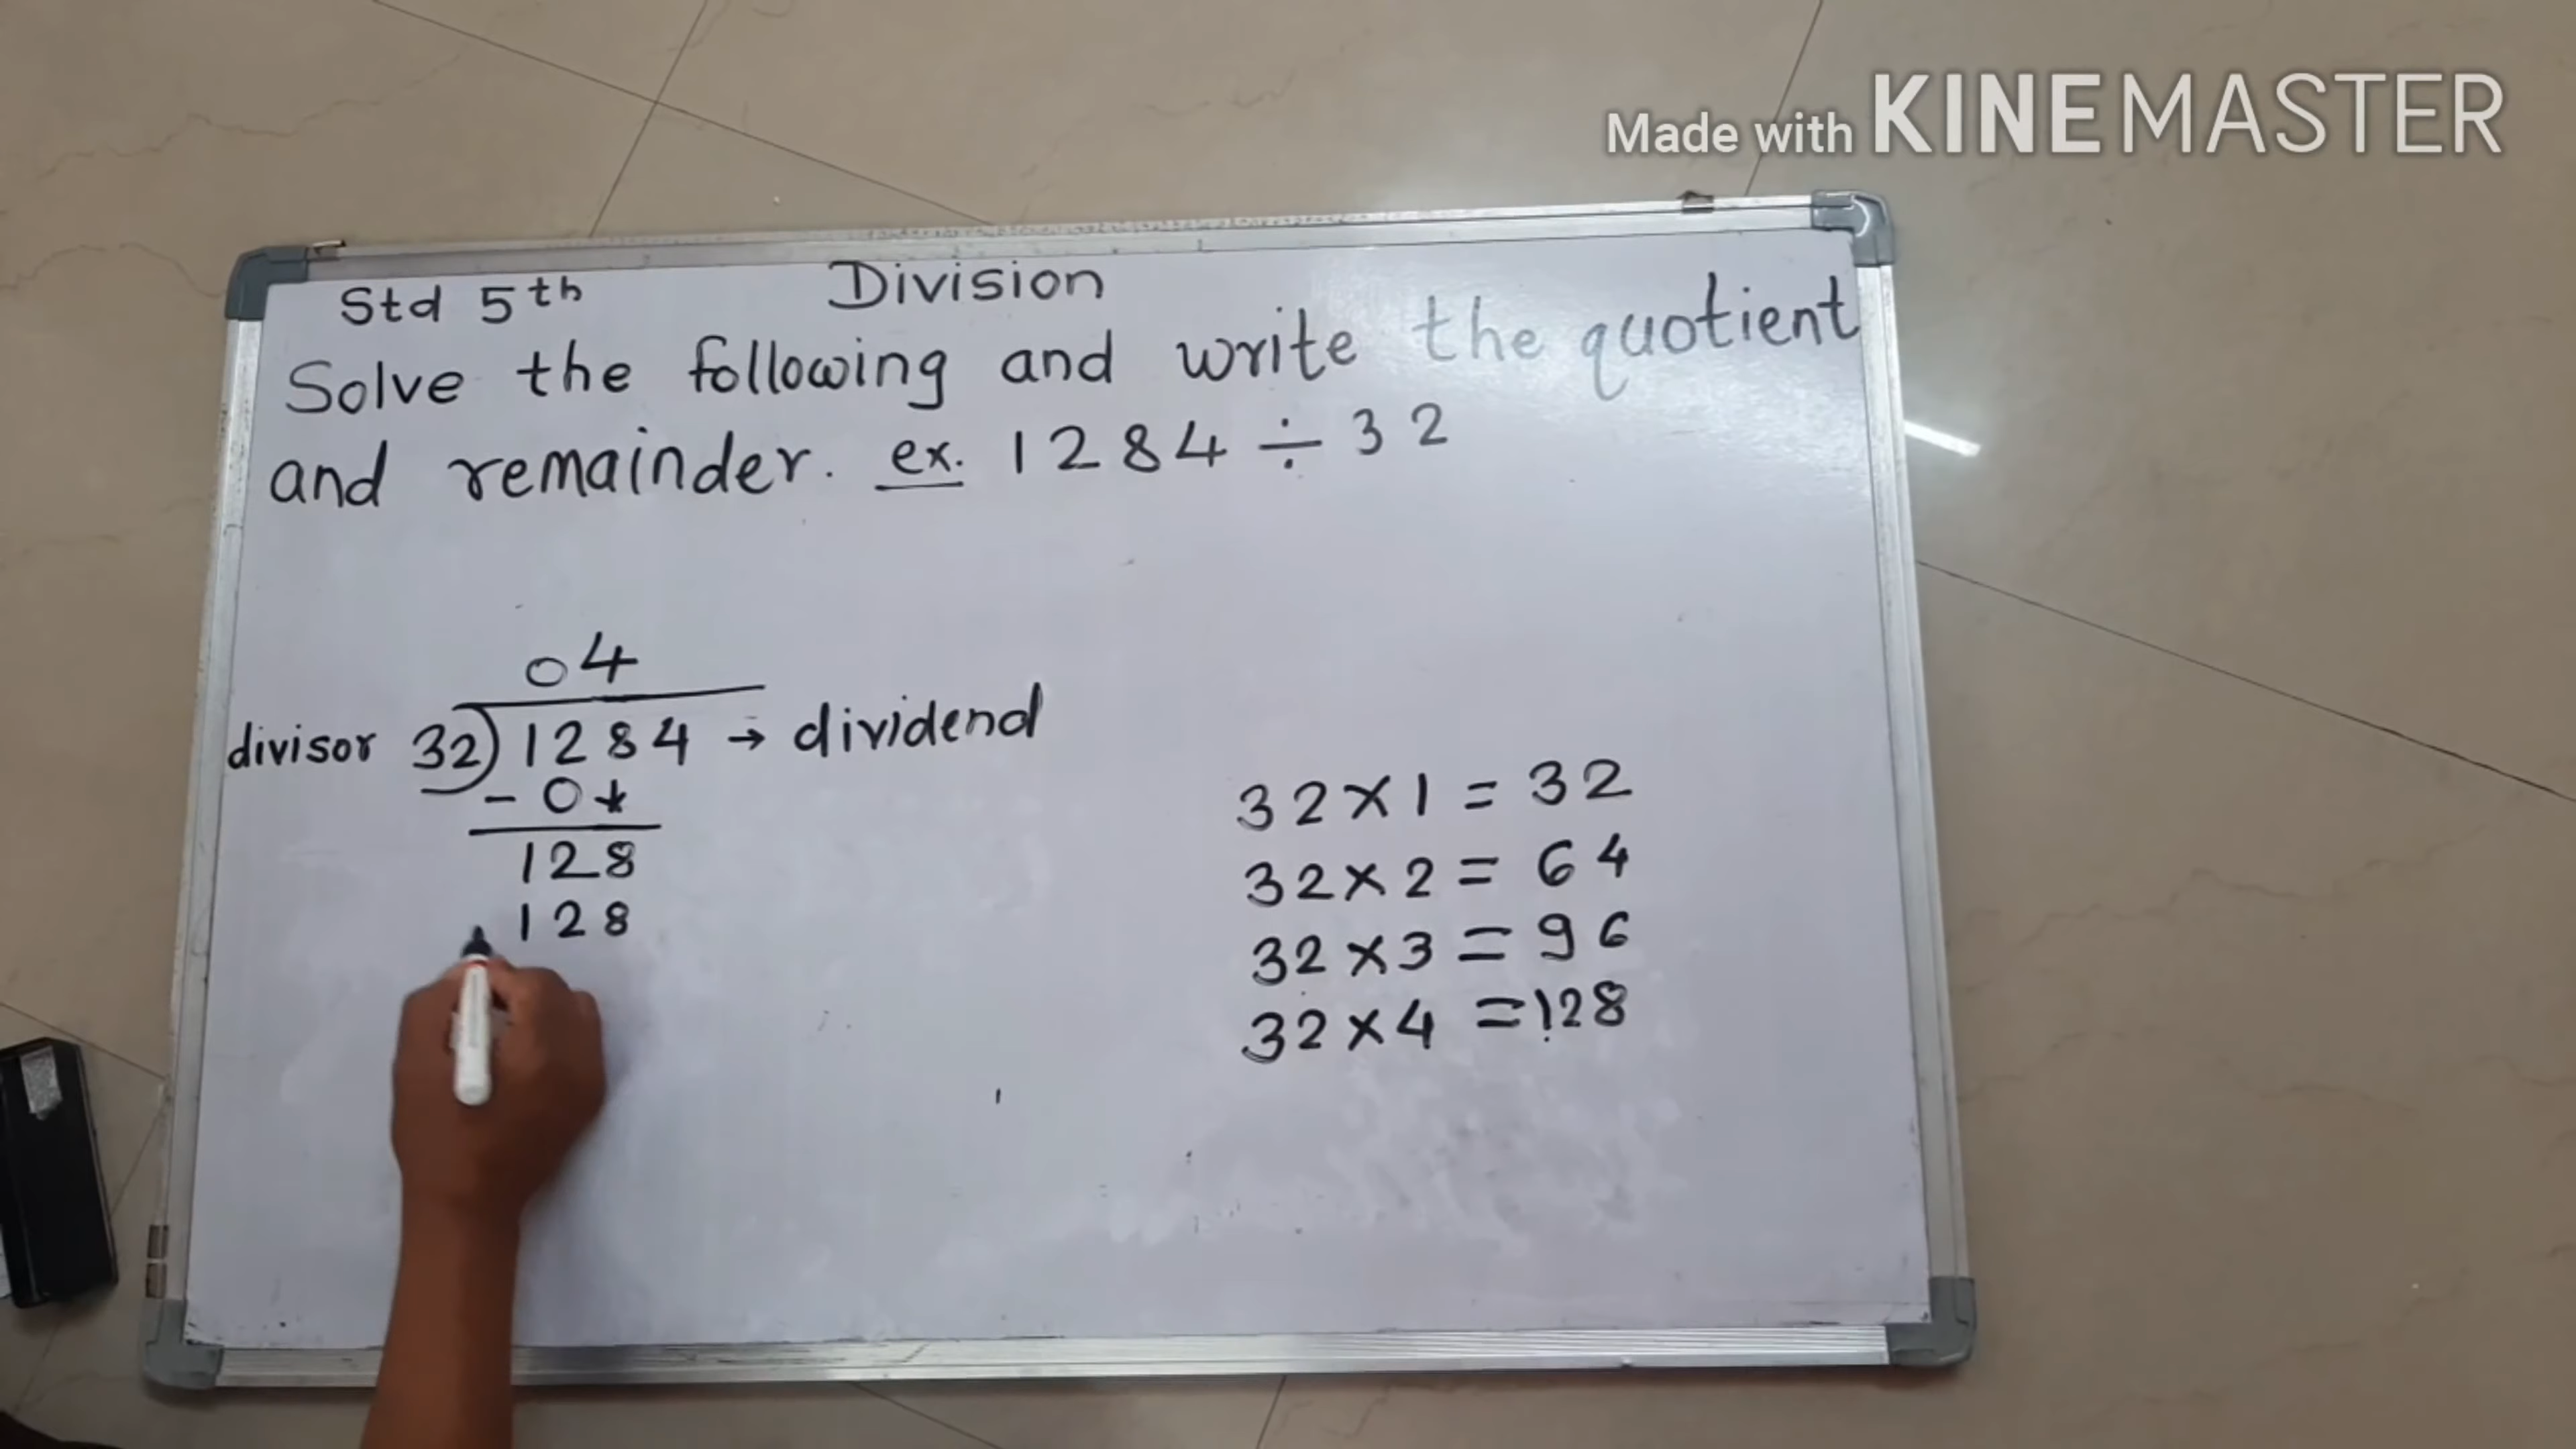 Made with KINEMASTER
Std 5th Division
Solve the following and write the quotient
and remainder. ex. 1284 ÷ 32
04
divisor 32)1284 → dividend
- 0*
128
128
32×1 = 32
32×2 = 64
32×3 = 96
32×4 = 128